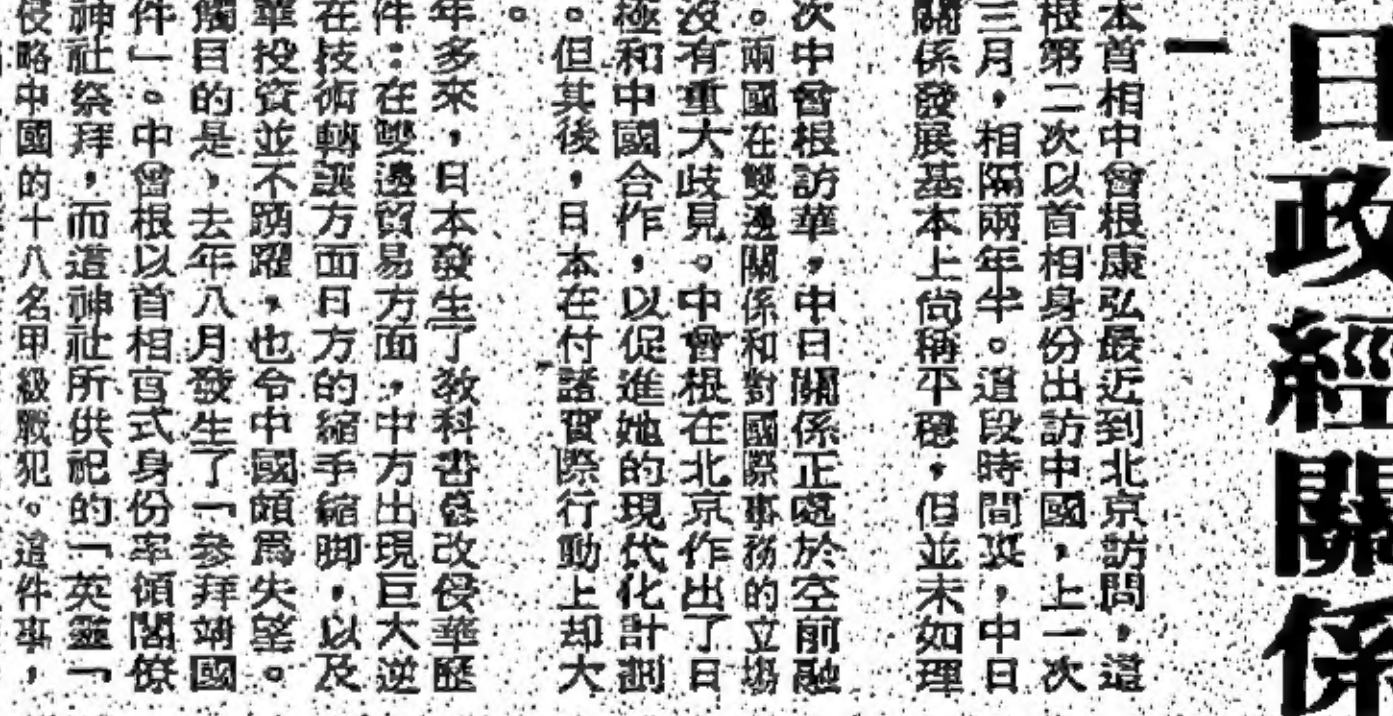 日政經關係
一
本首相中曾根康弘最近到北京訪問,這
根第二次以首相身份出訪中國,上一次
三月,相隔兩年半。這段時間裏,中日
關係發展基本上尚稱平穩,但並未如理
次中曾根訪華,中日關係正處於空前融
。兩國在雙邊關係和對國際事務的立場
沒有重大歧見。中曾根在北京作出了日
極和中國合作,以促進她的現代化計劃
。但其後,日本在付諸實際行動上却大
。
年多來,日本發生了教科書修改侵華歷
件;在雙邊貿易方面,中方出現巨大逆
在技術轉讓方面日方的縮手縮脚,以及
華投資並不踴躍,也令中國頗爲失望。
觸目的是,去年八月發生了「參拜靖國
件」。中曾根以首相官式身份率領閣僚
神社祭拜,而這神社所供祀的「英靈」
侵略中國的十八名甲級戰犯。這件事,